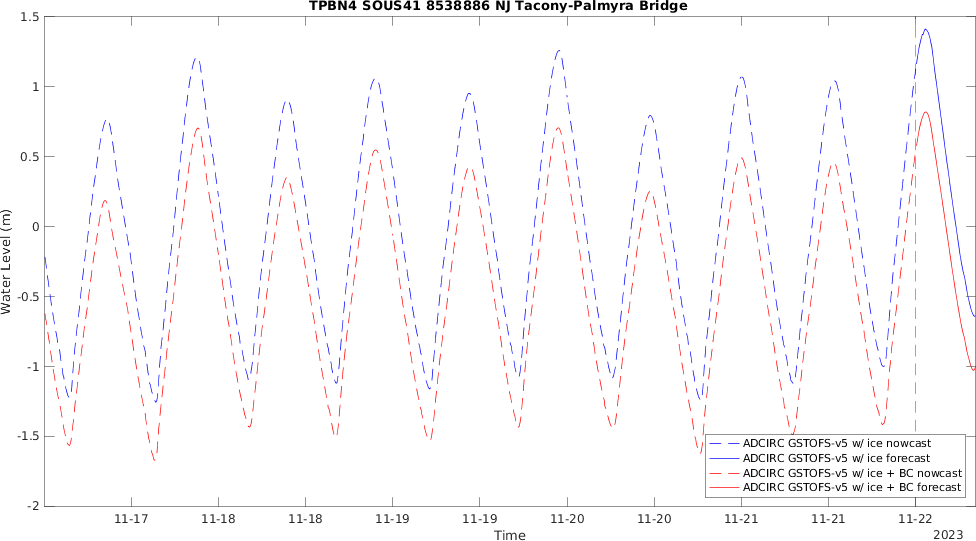 TPBN4 SOUS41 8538886 NJ Tacony-Palmyra Bridge
1.5
1
0.5
0
-0.5
-1
-1.5
-2
Water Level (m)
11-17
11-18
11-18
11-19
11-19
11-20
11-20
11-21
11-21
11-22
Time
2023
ADCIRC GSTOFS-v5 w/ ice nowcast
ADCIRC GSTOFS-v5 w/ ice forecast
ADCIRC GSTOFS-v5 w/ ice + BC nowcast
ADCIRC GSTOFS-v5 w/ ice + BC forecast